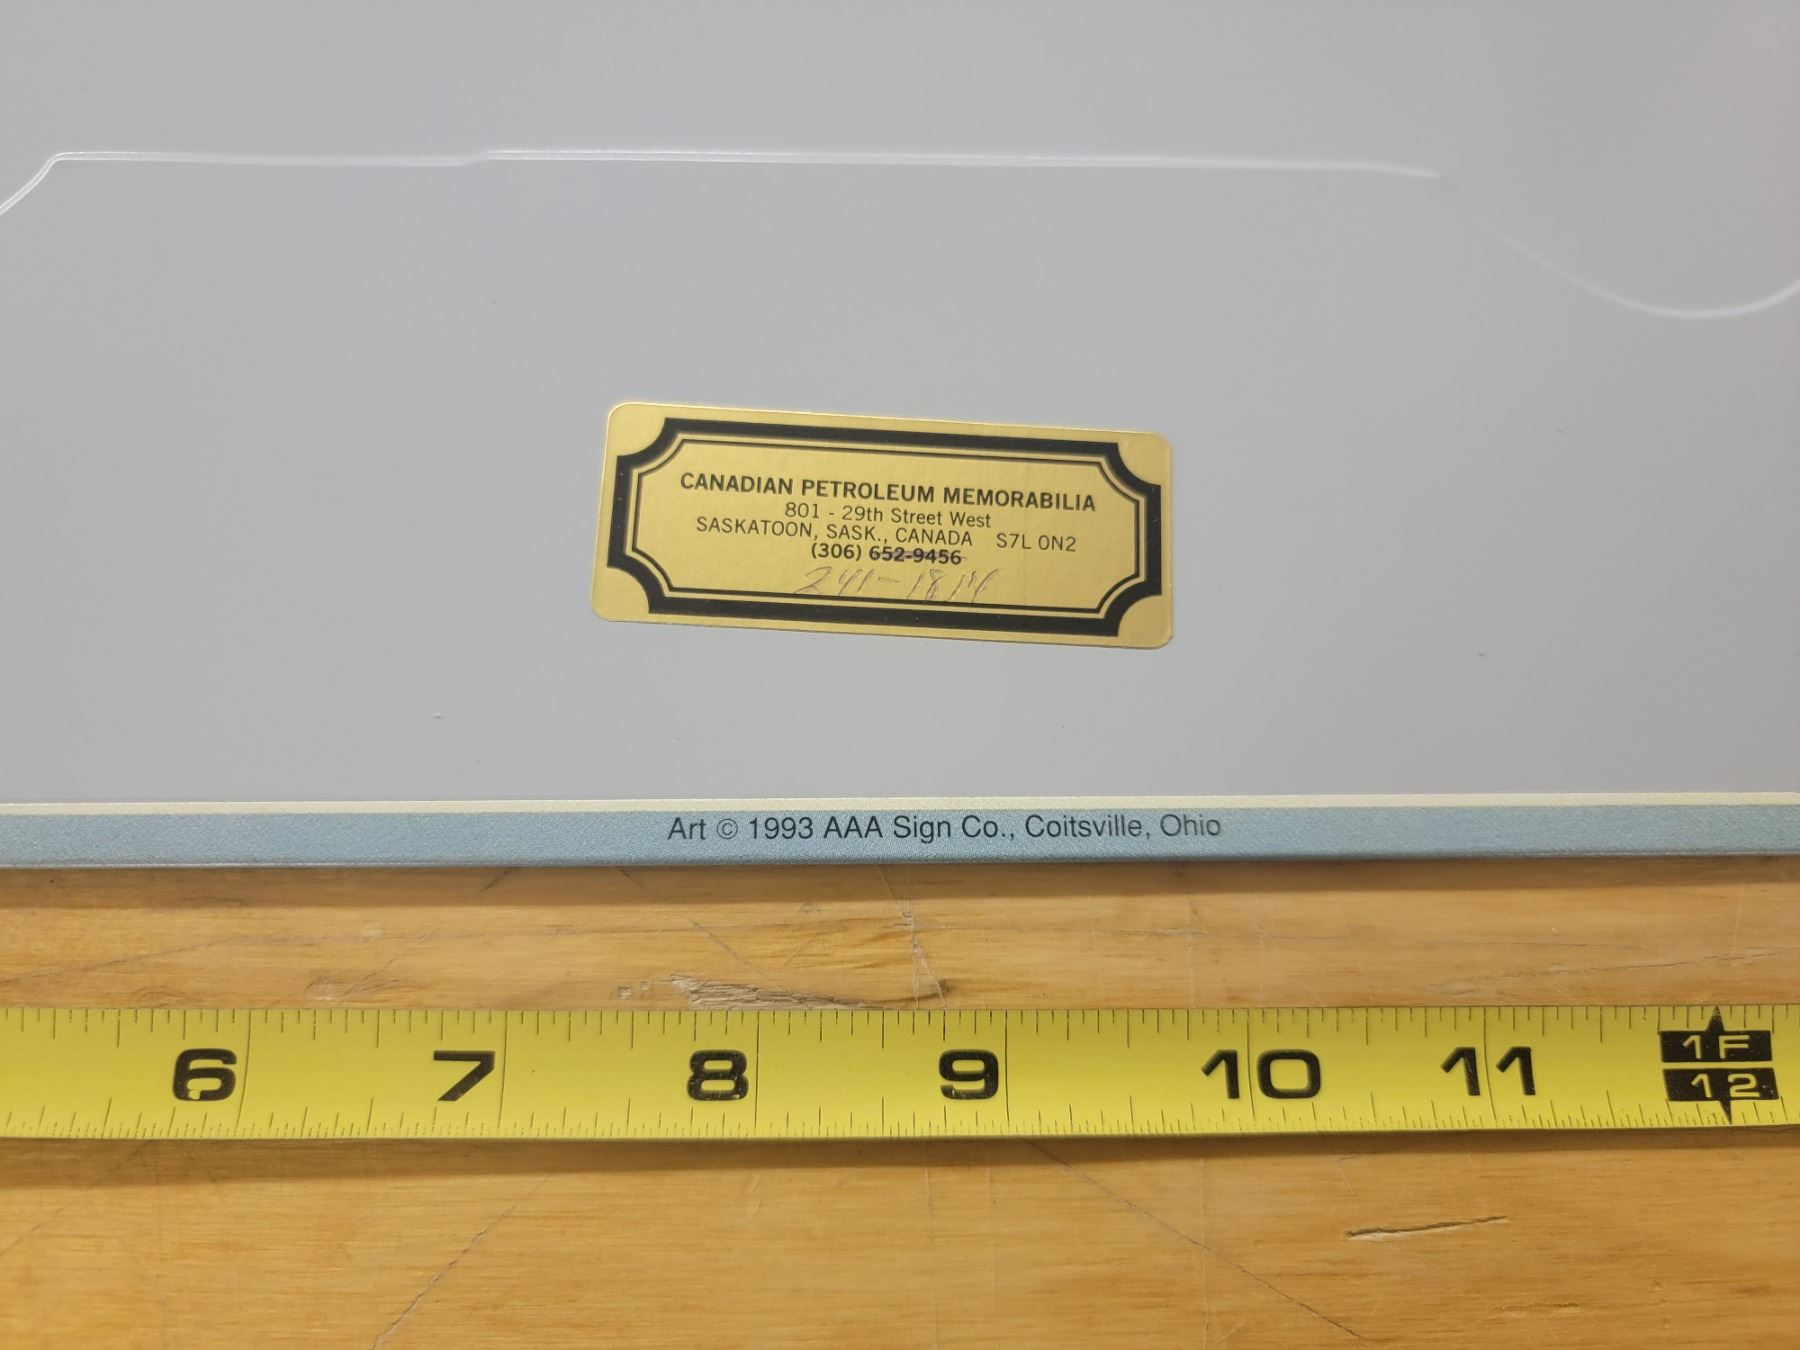 CANADIAN PETROLEUM MEMORABILIA
801 - 29th Street West
SASKATOON, SASK., CANADA S7L 0N2
(306) 652-9456
241-1814
Art © 1993 AAA Sign Co., Coitsville, Ohio
6 7 8 9 10 11 1F
12